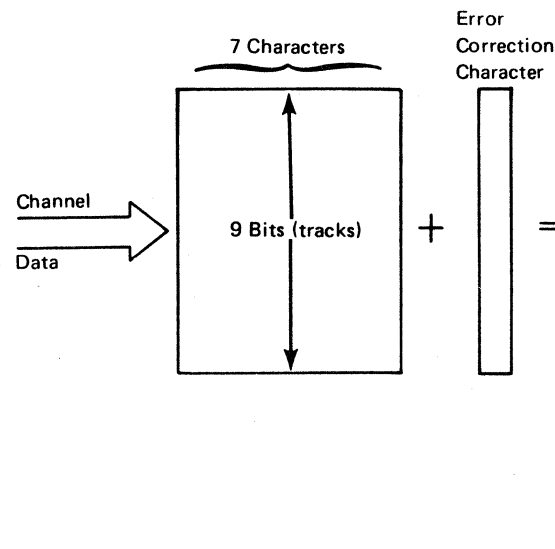 Error
Correction
Character
7 Characters
Channel
Data
9 Bits (tracks)
+
=